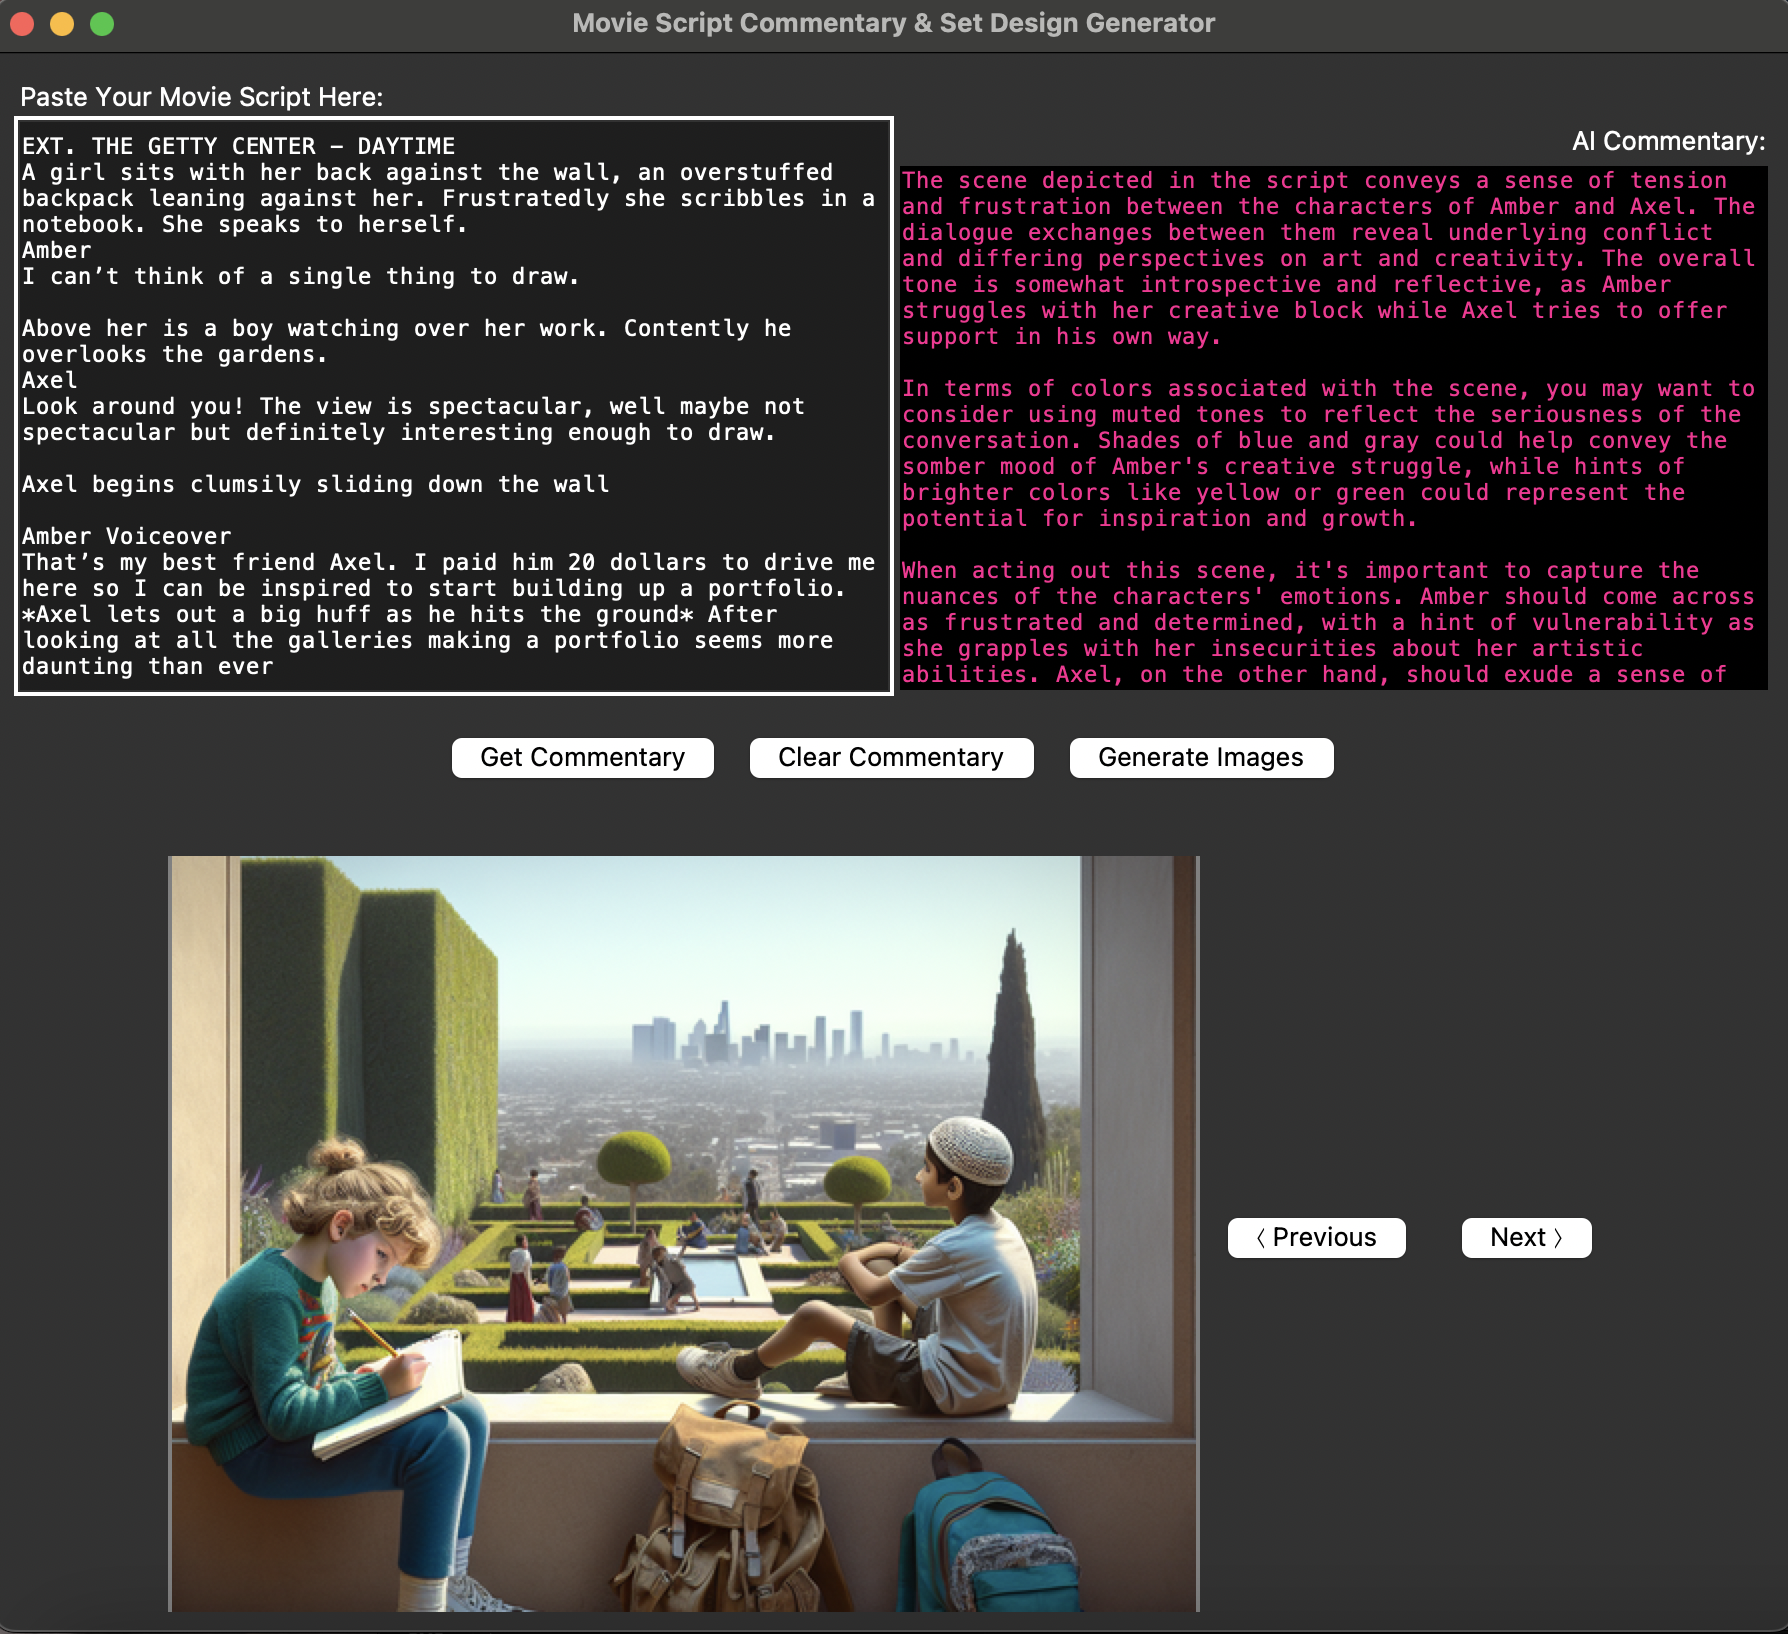 Movie Script Commentary & Set Design Generator
Paste Your Movie Script Here:
EXT. THE GETTY CENTER – DAYTIME
A girl sits with her back against the wall, an overstuffed
backpack leaning against her. Frustratedly she scribbles in a
notebook. She speaks to herself.
Amber
I can’t think of a single thing to draw.
Above her is a boy watching over her work. Contently he
overlooks the gardens.
Axel
Look around you! The view is spectacular, well maybe not
spectacular but definitely interesting enough to draw.
Axel begins clumsily sliding down the wall
Amber Voiceover
That’s my best friend Axel. I paid him 20 dollars to drive me
here so I can be inspired to start building up a portfolio.
*Axel lets out a big huff as he hits the ground* After
looking at all the galleries making a portfolio seems more
daunting than ever
AI Commentary:
The scene depicted in the script conveys a sense of tension
and frustration between the characters of Amber and Axel. The
dialogue exchanges between them reveal underlying conflict
and differing perspectives on art and creativity. The overall
tone is somewhat introspective and reflective, as Amber
struggles with her creative block while Axel tries to offer
support in his own way.
In terms of colors associated with the scene, you may want to
consider using muted tones to reflect the seriousness of the
conversation. Shades of blue and gray could help convey the
somber mood of Amber's creative struggle, while hints of
brighter colors like yellow or green could represent the
potential for inspiration and growth.
When acting out this scene, it's important to capture the
nuances of the characters' emotions. Amber should come across
as frustrated and determined, with a hint of vulnerability as
she grapples with her insecurities about her artistic
abilities. Axel, on the other hand, should exude a sense of
Get Commentary
Clear Commentary
Generate Images
〈 Previous
Next 〉